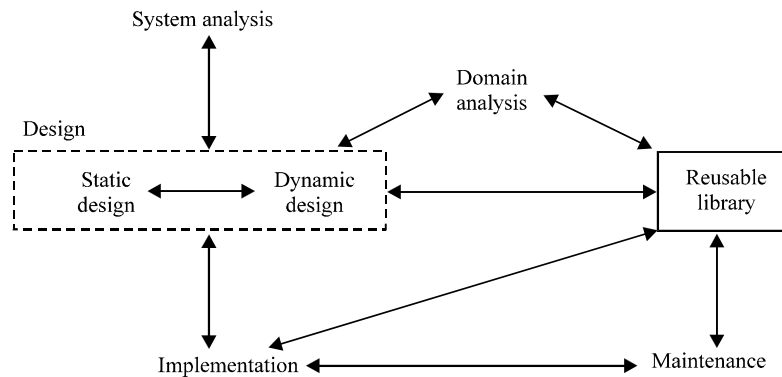 System analysis
Domain
analysis
Design
Static
design
Dynamic
design
Reusable
library
Implementation
Maintenance